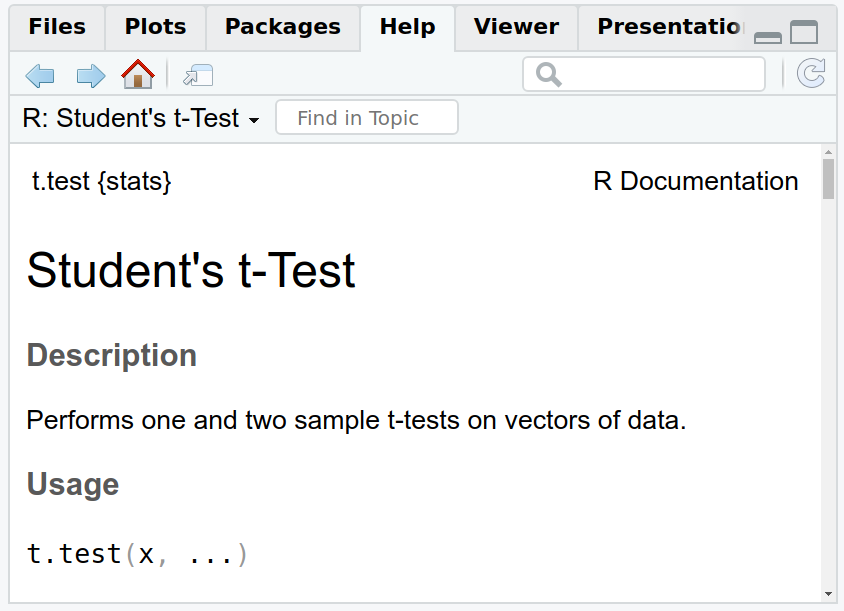 Files Plots Packages Help Viewer Presentatio
R: Student's t-Test Find in Topic
t.test {stats} R Documentation
Student's t-Test
Description
Performs one and two sample t-tests on vectors of data.
Usage
t.test(x, ...)